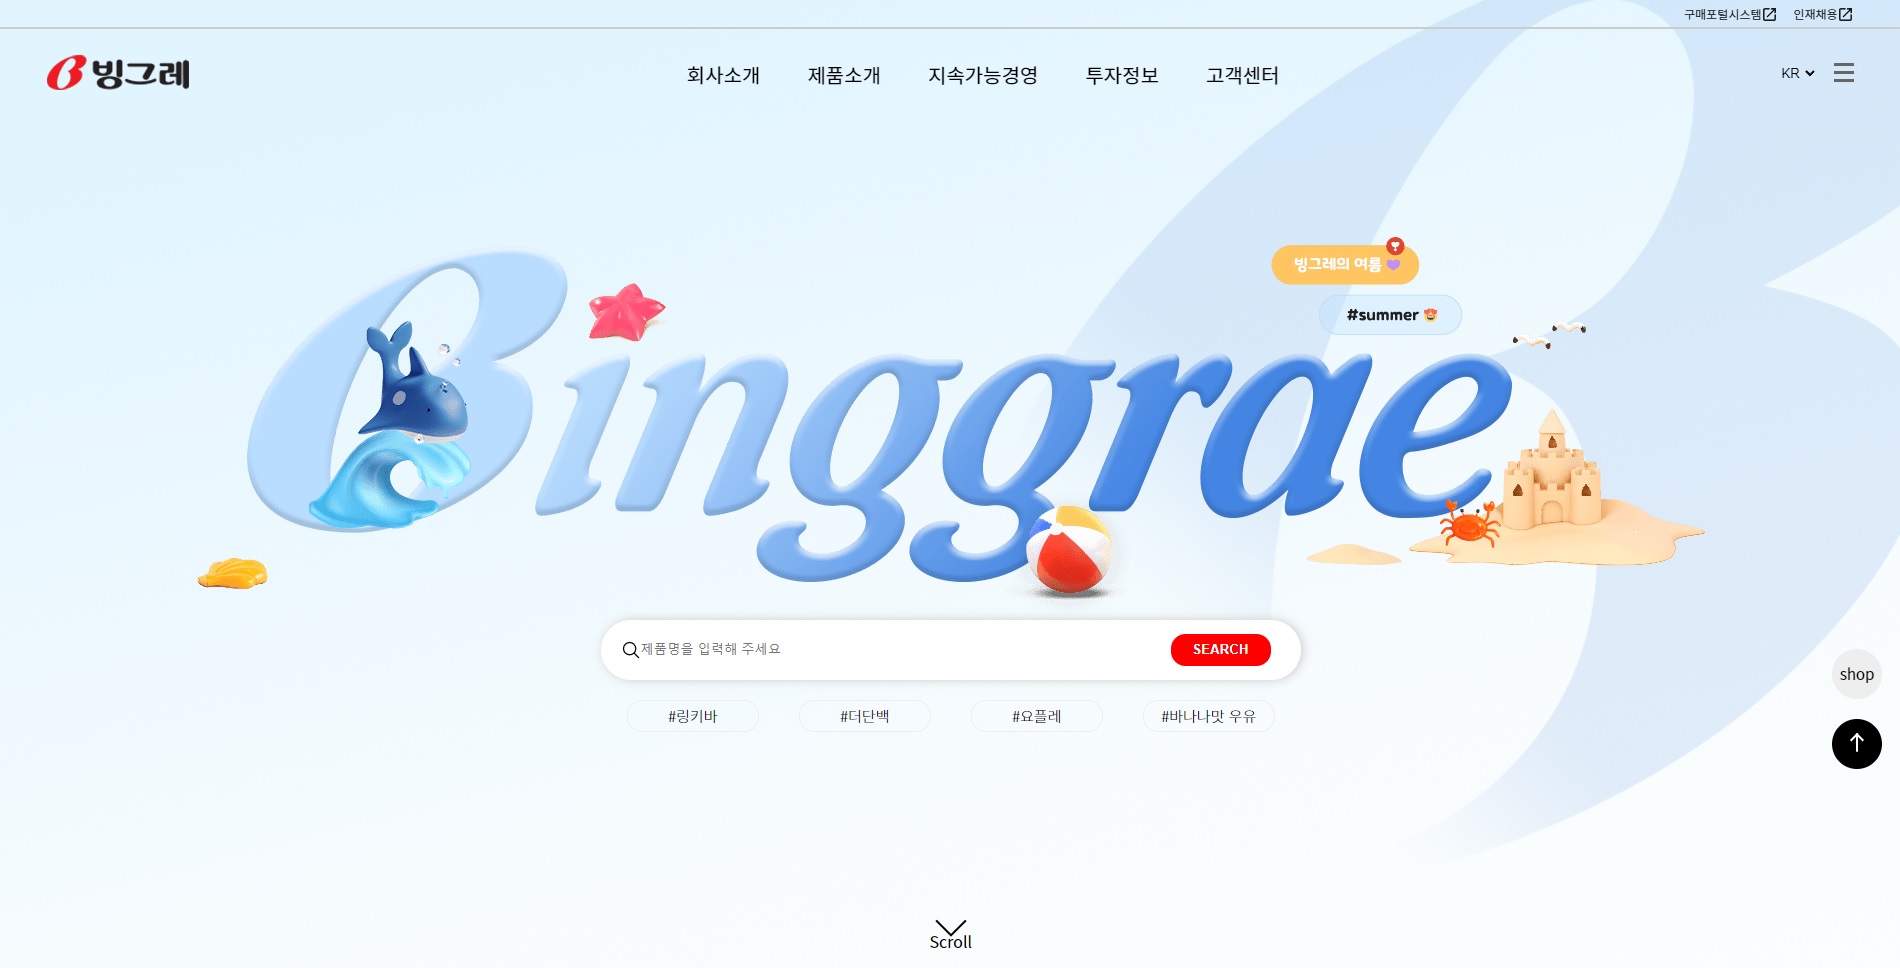 구매포털시스템 인재채용
빙그레
회사소개 제품소개 지속가능경영 투자정보 고객센터
KR
빙그레의 여름
#summer
Binggrae
제품명을 입력해 주세요
SEARCH
#링키바 #더단백 #요플레 #바나나맛 우유
shop
Scroll